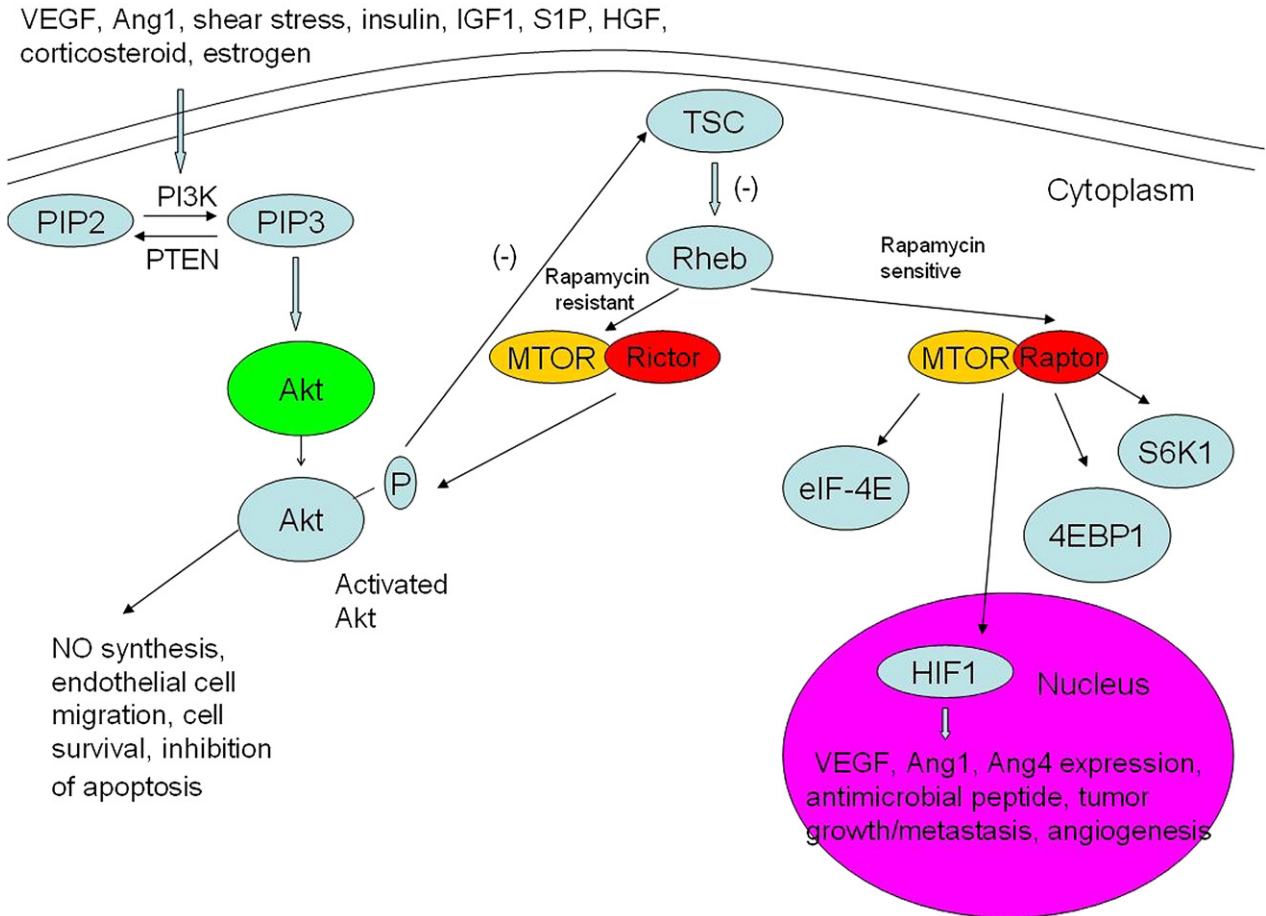 VEGF, Ang1, shear stress, insulin, IGF1, S1P, HGF,
corticosteroid, estrogen
TSC
(-)
Cytoplasm
PI3K
PIP2
PIP3
PTEN
Rheb
Rapamycin
sensitive
(-)
Rapamycin
resistant
MTOR
Rictor
MTOR
Raptor
Akt
S6K1
P
eIF-4E
Akt
4EBP1
Activated
Akt
NO synthesis,
endothelial cell
migration, cell
survival, inhibition
of apoptosis
HIF1
Nucleus
VEGF, Ang1, Ang4 expression,
antimicrobial peptide, tumor
growth/metastasis, angiogenesis